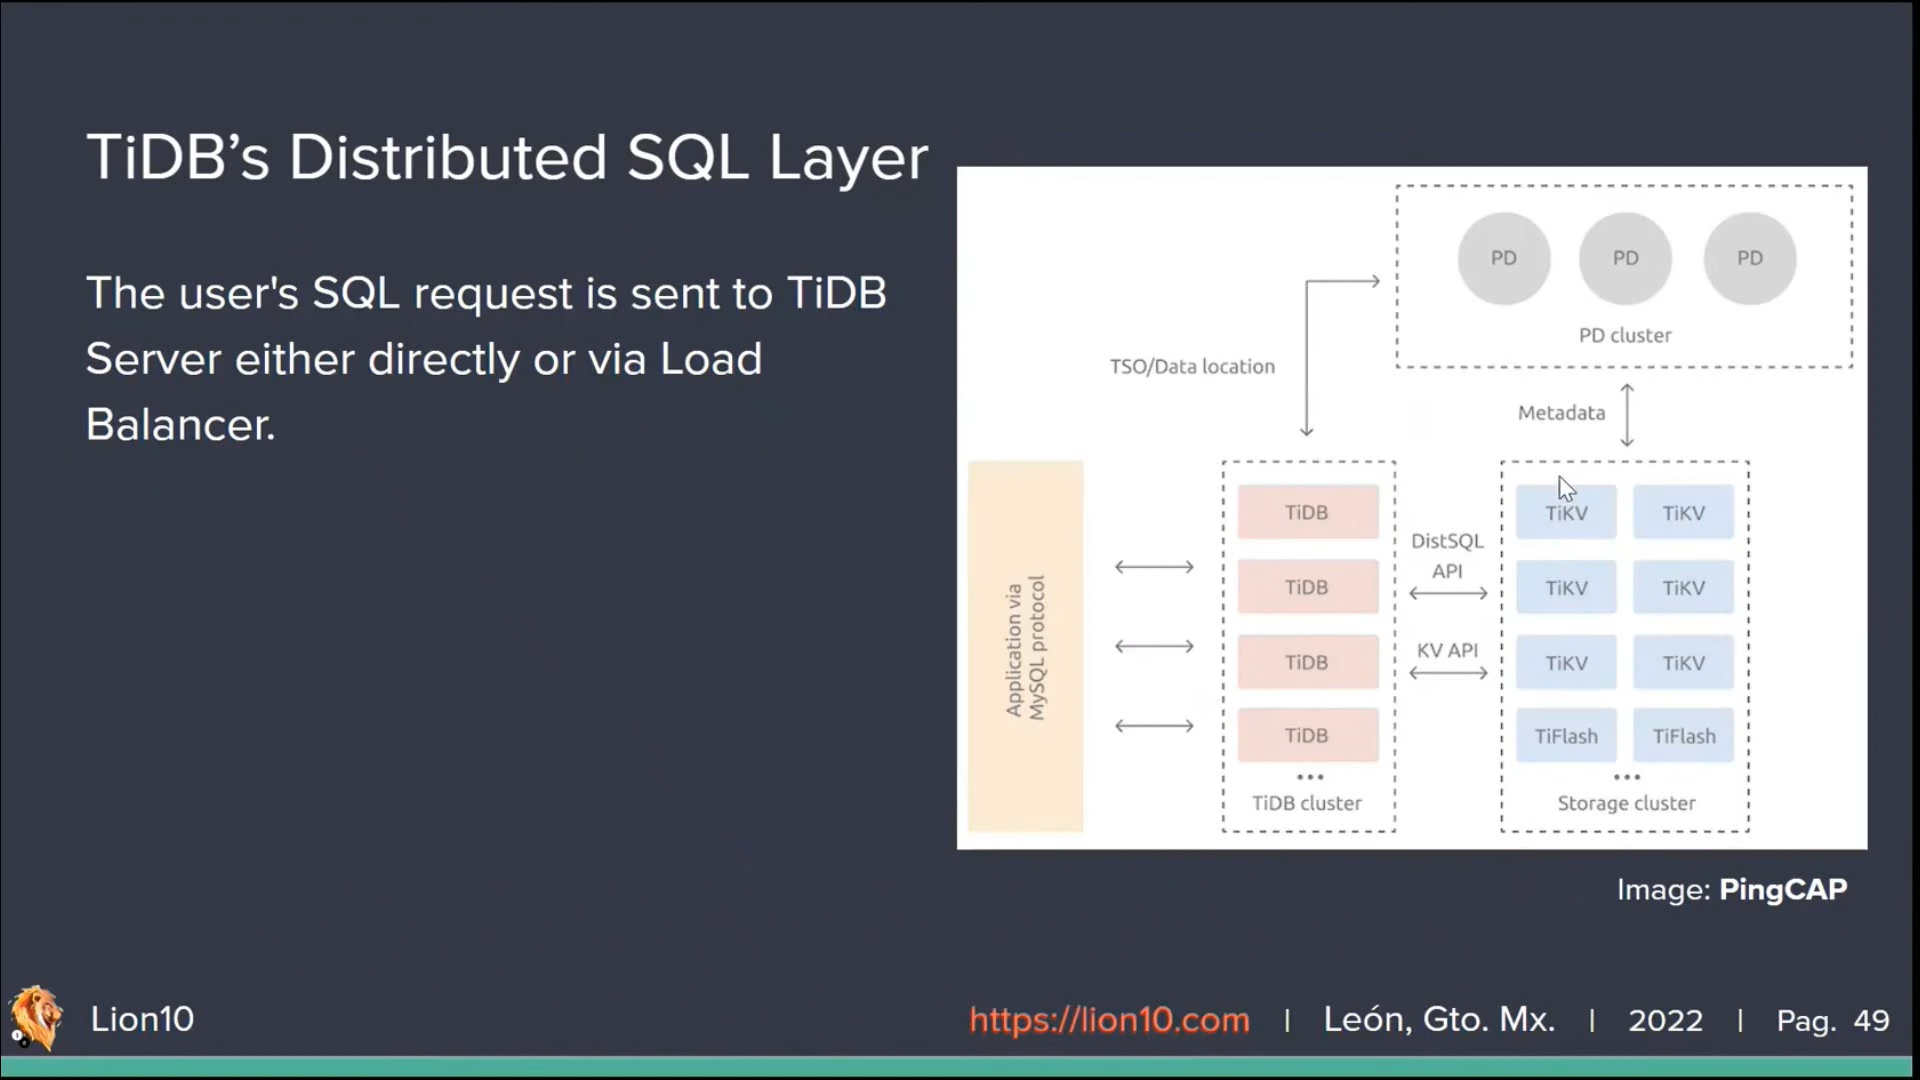 TiDB’s Distributed SQL Layer
The user's SQL request is sent to TiDB
Server either directly or via Load
Balancer.
PD PD PD
PD cluster
TSO/Data location
Metadata
Application via
MySQL protocol
TiDB
TiDB
TiDB
TiDB
•••
TiDB cluster
DistSQL
API
KV API
TiKV TiKV
TiKV TiKV
TiKV TiKV
TiFlash TiFlash
•••
Storage cluster
Image: PingCAP
Lion10
https://lion10.com | León, Gto. Mx. | 2022 | Pag. 49